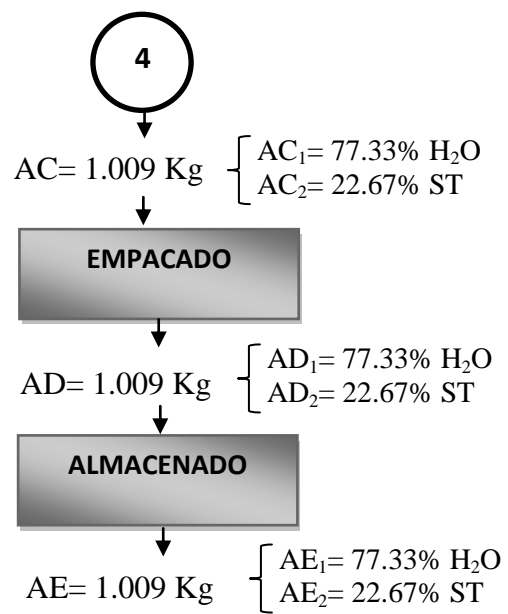 4
AC= 1.009 Kg
AC₁= 77.33% H₂O
AC₂= 22.67% ST
EMPACADO
AD= 1.009 Kg
AD₁= 77.33% H₂O
AD₂= 22.67% ST
ALMACENADO
AE= 1.009 Kg
AE₁= 77.33% H₂O
AE₂= 22.67% ST